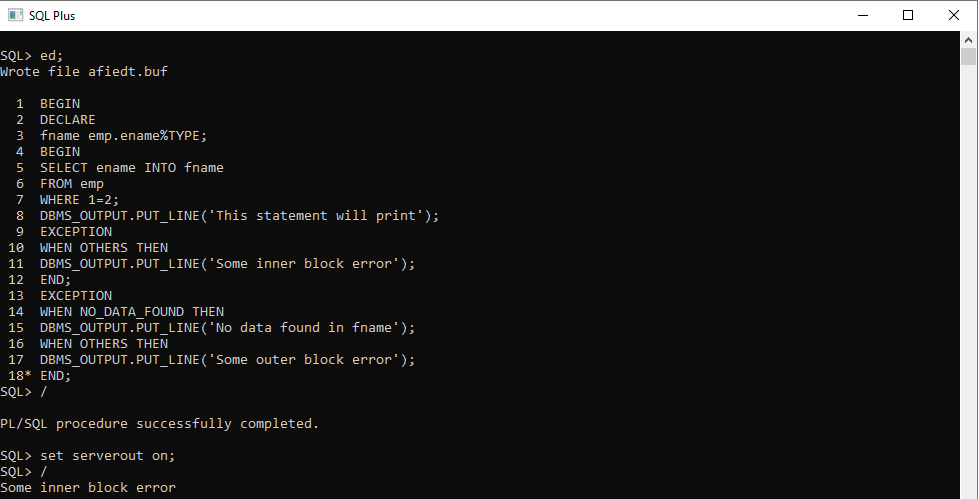 SQL Plus
SQL> ed;
Wrote file afiedt.buf
1 BEGIN
2 DECLARE
3 fname emp.ename%TYPE;
4 BEGIN
5 SELECT ename INTO fname
6 FROM emp
7 WHERE 1=2;
8 DBMS_OUTPUT.PUT_LINE('This statement will print');
9 EXCEPTION
10 WHEN OTHERS THEN
11 DBMS_OUTPUT.PUT_LINE('Some inner block error');
12 END;
13 EXCEPTION
14 WHEN NO_DATA_FOUND THEN
15 DBMS_OUTPUT.PUT_LINE('No data found in fname');
16 WHEN OTHERS THEN
17 DBMS_OUTPUT.PUT_LINE('Some outer block error');
18* END;
SQL> /
PL/SQL procedure successfully completed.
SQL> set serverout on;
SQL> /
Some inner block error